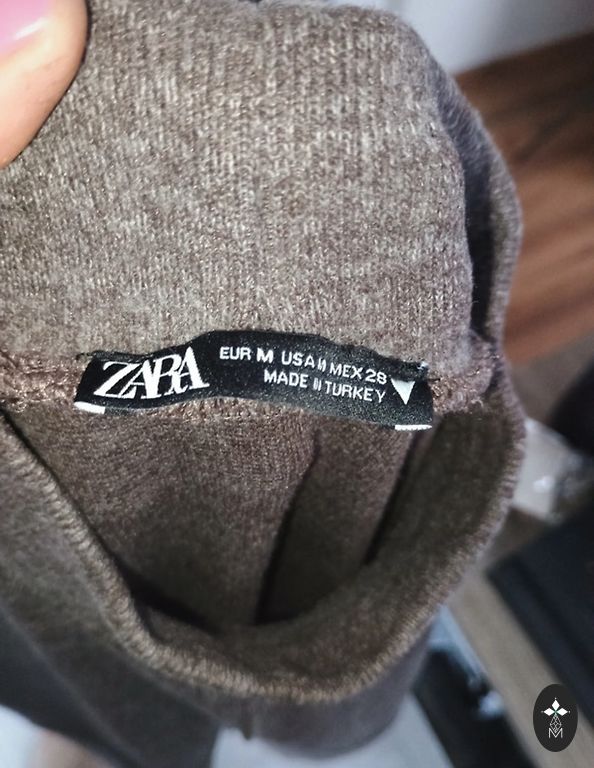 ZARA
EUR M USA M MEX 28
MADE IN TURKEY
M